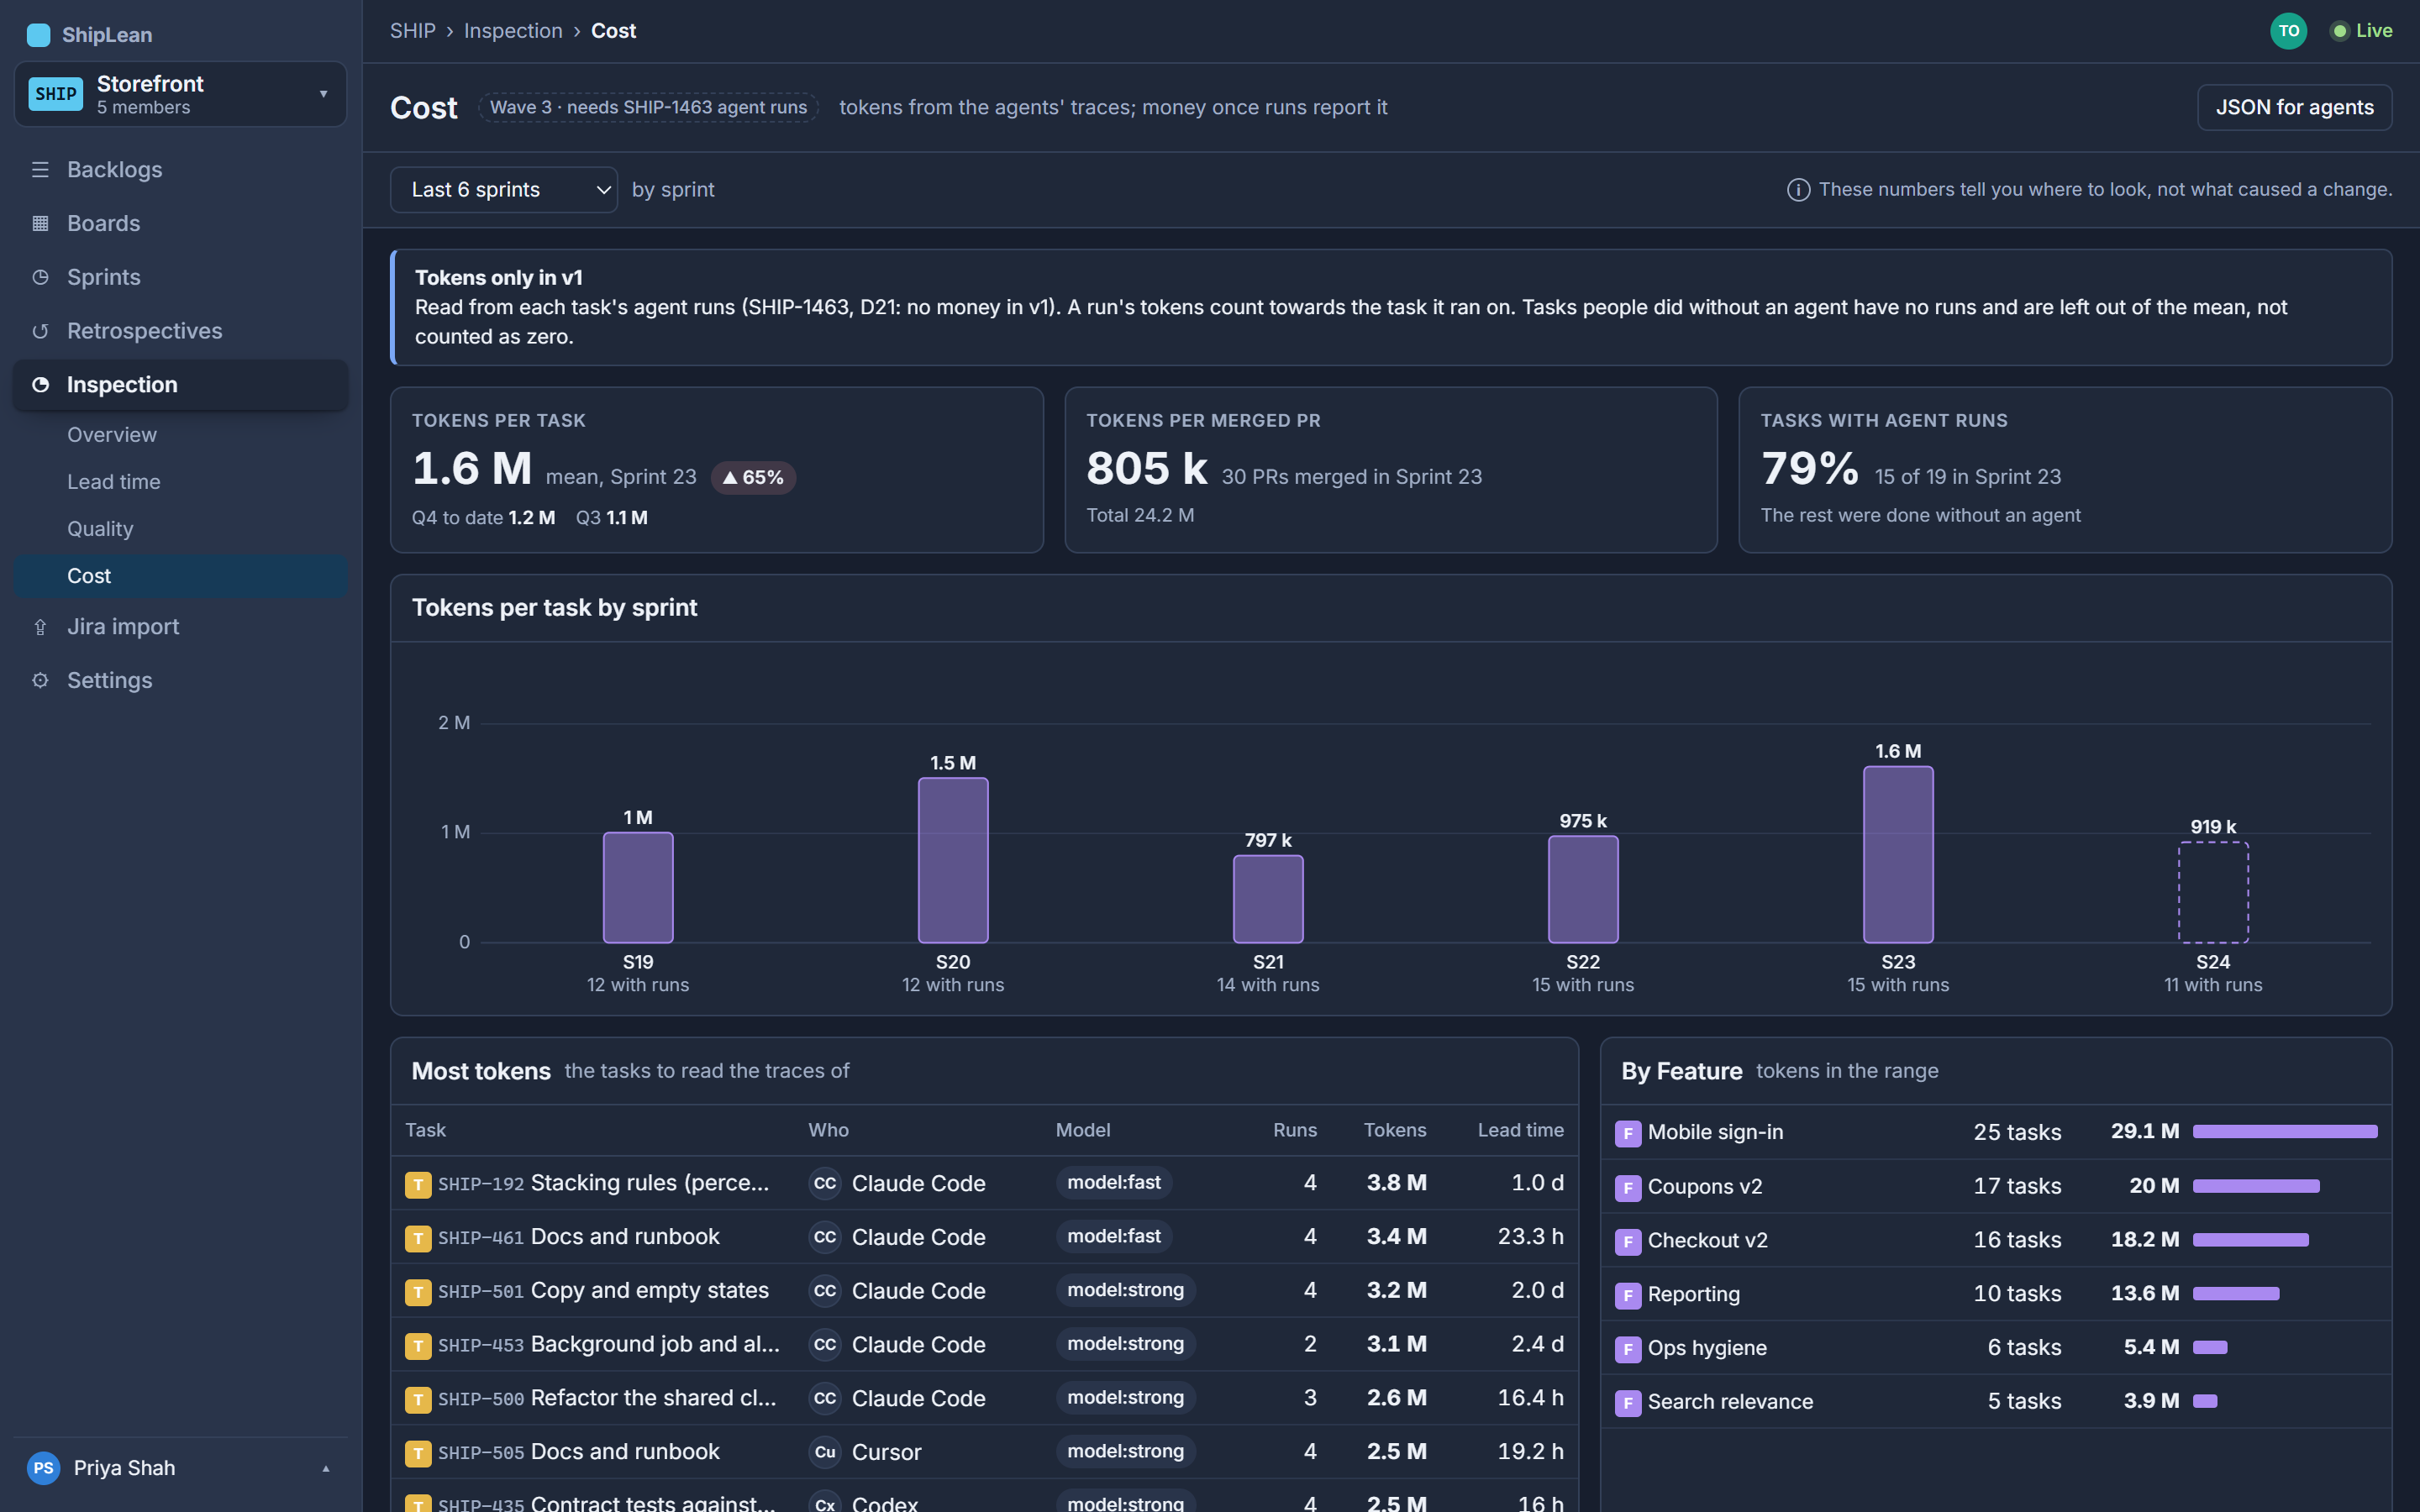 ShipLean
SHIP Storefront
5 members
Backlogs
Boards
Sprints
Retrospectives
Inspection
Overview
Lead time
Quality
Cost
Jira import
Settings
PS Priya Shah
SHIP › Inspection › Cost
TO Live
Cost Wave 3 · needs SHIP-1463 agent runs tokens from the agents' traces; money once runs report it JSON for agents
Last 6 sprints by sprint These numbers tell you where to look, not what caused a change.
Tokens only in v1
Read from each task's agent runs (SHIP-1463, D21: no money in v1). A run's tokens count towards the task it ran on. Tasks people did without an agent have no runs and are left out of the mean, not
counted as zero.
TOKENS PER TASK
1.6 M mean, Sprint 23 ▲ 65%
Q4 to date 1.2 M Q3 1.1 M
TOKENS PER MERGED PR
805 k 30 PRs merged in Sprint 23
Total 24.2 M
TASKS WITH AGENT RUNS
79% 15 of 19 in Sprint 23
The rest were done without an agent
Tokens per task by sprint
2 M
1 M
0
1 M
1.5 M
797 k
975 k
1.6 M
919 k
S19 S20 S21 S22 S23 S24
12 with runs 12 with runs 14 with runs 15 with runs 15 with runs 11 with runs
Most tokens the tasks to read the traces of
Task Who Model Runs Tokens Lead time
T SHIP-192 Stacking rules (perce... CC Claude Code model:fast 4 3.8 M 1.0 d
T SHIP-461 Docs and runbook CC Claude Code model:fast 4 3.4 M 23.3 h
T SHIP-501 Copy and empty states CC Claude Code model:strong 4 3.2 M 2.0 d
T SHIP-453 Background job and al... CC Claude Code model:strong 2 3.1 M 2.4 d
T SHIP-500 Refactor the shared cl... CC Claude Code model:strong 3 2.6 M 16.4 h
T SHIP-505 Docs and runbook Cu Cursor model:strong 4 2.5 M 19.2 h
T SHIP-435 Contract tests against... Cx Codex model:strong 4 2.5 M 16 h
By Feature tokens in the range
F Mobile sign-in 25 tasks 29.1 M
F Coupons v2 17 tasks 20 M
F Checkout v2 16 tasks 18.2 M
F Reporting 10 tasks 13.6 M
F Ops hygiene 6 tasks 5.4 M
F Search relevance 5 tasks 3.9 M